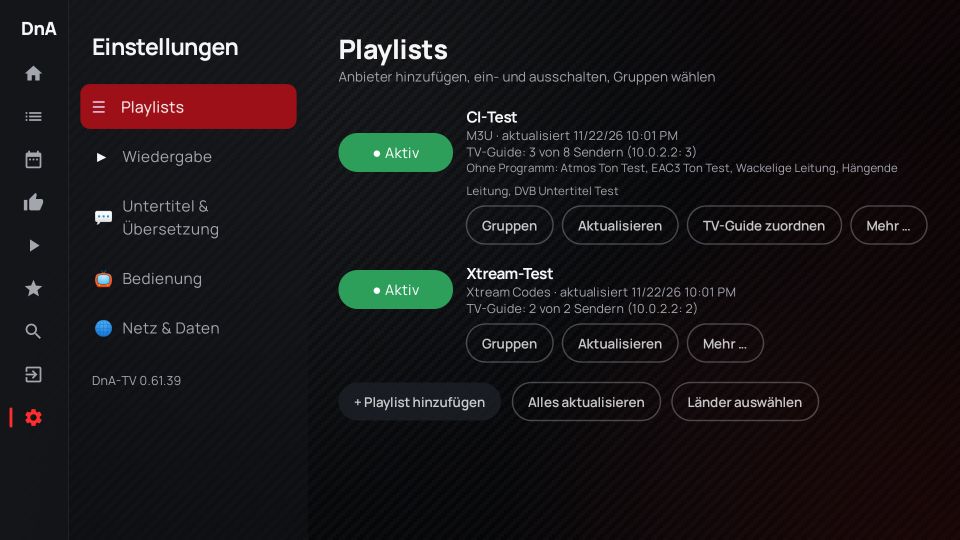 DnA
Einstellungen
Playlists
Wiedergabe
Untertitel &
Übersetzung
Bedienung
Netz & Daten
DnA-TV 0.61.39
Playlists
Anbieter hinzufügen, ein- und ausschalten, Gruppen wählen
● Aktiv
CI-Test
M3U · aktualisiert 11/22/26 10:01 PM
TV-Guide: 3 von 8 Sendern (10.0.2.2: 3)
Ohne Programm: Atmos Ton Test, EAC3 Ton Test, Wackelige Leitung, Hängende
Leitung, DVB Untertitel Test
Gruppen Aktualisieren TV-Guide zuordnen Mehr ...
● Aktiv
Xtream-Test
Xtream Codes · aktualisiert 11/22/26 10:01 PM
TV-Guide: 2 von 2 Sendern (10.0.2.2: 2)
Gruppen Aktualisieren Mehr ...
+ Playlist hinzufügen Alles aktualisieren Länder auswählen